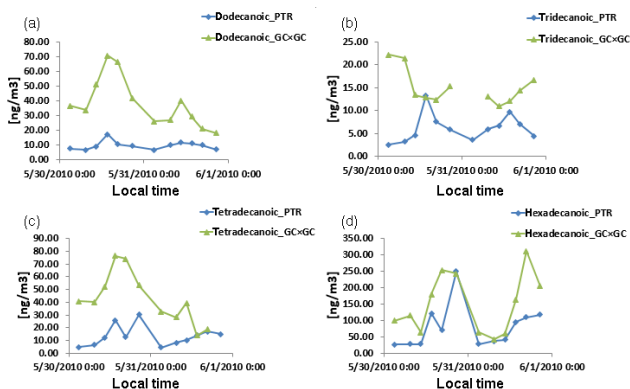 (a)
Dodecanoic_PTR
Dodecanoic_GC×GC
80.00
70.00
60.00
50.00
40.00
30.00
20.00
10.00
0.00
[ng/m3]
5/30/2010 0:00 5/31/2010 0:00 6/1/2010 0:00
Local time
(b)
Tridecanoic_PTR
Tridecanoic_GC×GC
25.00
20.00
15.00
10.00
5.00
0.00
[ng/m3]
5/30/2010 0:00 5/31/2010 0:00 6/1/2010 0:00
Local time
(c)
Tetradecanoic_PTR
Tetradecanoic_GC×GC
90.00
80.00
70.00
60.00
50.00
40.00
30.00
20.00
10.00
0.00
[ng/m3]
5/30/2010 0:00 5/31/2010 0:00 6/1/2010 0:00
Local time
(d)
Hexadecanoic_PTR
Hexadecanoic_GC×GC
350.00
300.00
250.00
200.00
150.00
100.00
50.00
0.00
[ng/m3]
5/30/2010 0:00 5/31/2010 0:00 6/1/2010 0:00
Local time